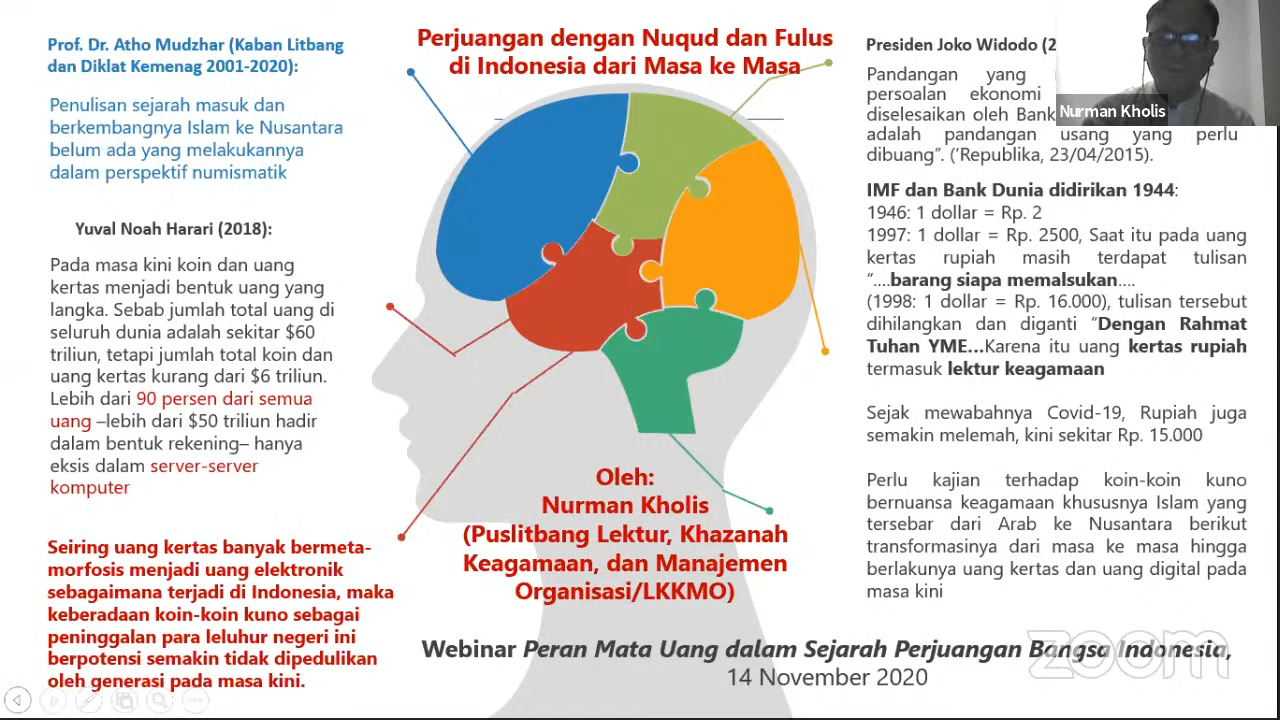 Prof. Dr. Atho Mudzhar (Kaban Litbang
dan Diklat Kemenag 2001-2020):
Penulisan sejarah masuk dan
berkembangnya Islam ke Nusantara
belum ada yang melakukannya
dalam perspektif numismatik
Yuval Noah Harari (2018):
Pada masa kini koin dan uang
kertas menjadi bentuk uang yang
langka. Sebab jumlah total uang di
seluruh dunia adalah sekitar $60
triliun, tetapi jumlah total koin dan
uang kertas kurang dari $6 triliun.
Lebih dari 90 persen dari semua
uang –lebih dari $50 triliun hadir
dalam bentuk rekening– hanya
eksis dalam server-server
komputer
Seiring uang kertas banyak bermeta-
morfosis menjadi uang elektronik
sebagaimana terjadi di Indonesia, maka
keberadaan koin-koin kuno sebagai
peninggalan para leluhur negeri ini
berpotensi semakin tidak dipedulikan
oleh generasi pada masa kini.
Perjuangan dengan Nuqud dan Fulus
di Indonesia dari Masa ke Masa
Oleh:
Nurman Kholis
(Puslitbang Lektur, Khazanah
Keagamaan, dan Manajemen
Organisasi/LKKMO)
Webinar Peran Mata Uang dalam Sejarah Perjuangan Bangsa Indonesia,
14 November 2020
Presiden Joko Widodo (2
Pandangan yang
persoalan ekonomi
diselesaikan oleh Bank
adalah pandangan usang yang perlu
dibuang”. (‘Republika, 23/04/2015).
IMF dan Bank Dunia didirikan 1944:
1946: 1 dollar = Rp. 2
1997: 1 dollar = Rp. 2500, Saat itu pada uang
kertas rupiah masih terdapat tulisan
“....barang siapa memalsukan....
(1998: 1 dollar = Rp. 16.000), tulisan tersebut
dihilangkan dan diganti “Dengan Rahmat
Tuhan YME...Karena itu uang kertas rupiah
termasuk lektur keagamaan
Sejak mewabahnya Covid-19, Rupiah juga
semakin melemah, kini sekitar Rp. 15.000
Perlu kajian terhadap koin-koin kuno
bernuansa keagamaan khususnya Islam yang
tersebar dari Arab ke Nusantara berikut
transformasinya dari masa ke masa hingga
berlakunya uang kertas dan uang digital pada
masa kini
Nurman Kholis
zoom